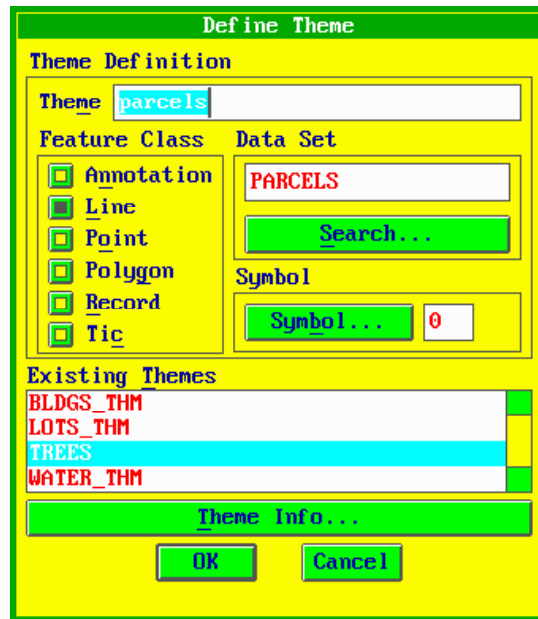 Define Theme
Theme Definition
Theme parcels
Feature Class Data Set
Annotation
PARCELS
Line
Search...
Point
Polygon
Symbol
Record
Symbol... 0
Tic
Existing Themes
BLDGS_THM
LOTS_THM
TREES
WATER_THM
Theme Info...
OK Cancel